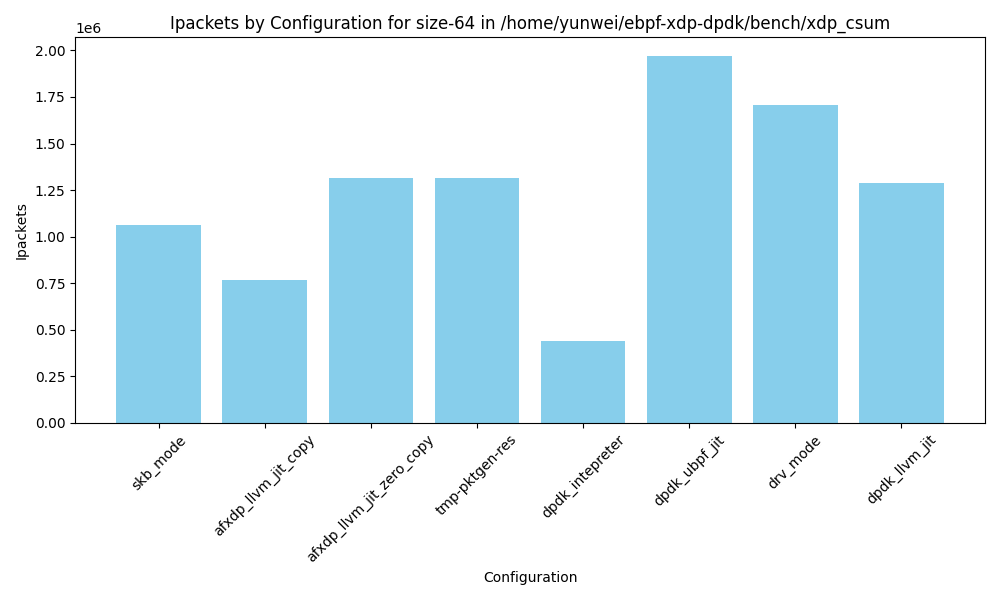 Ipackets by Configuration for size-64 in /home/yunwei/ebpf-xdp-dpdk/bench/xdp_csum
1e6
2.00
1.75
1.50
1.25
1.00
0.75
0.50
0.25
0.00
Ipackets
skb_mode
afxdp_llvm_jit_copy
afxdp_llvm_jit_zero_copy
tmp-pktgen-res
dpdk_intepreter
dpdk_ubpf_jit
drv_mode
dpdk_llvm_jit
Configuration